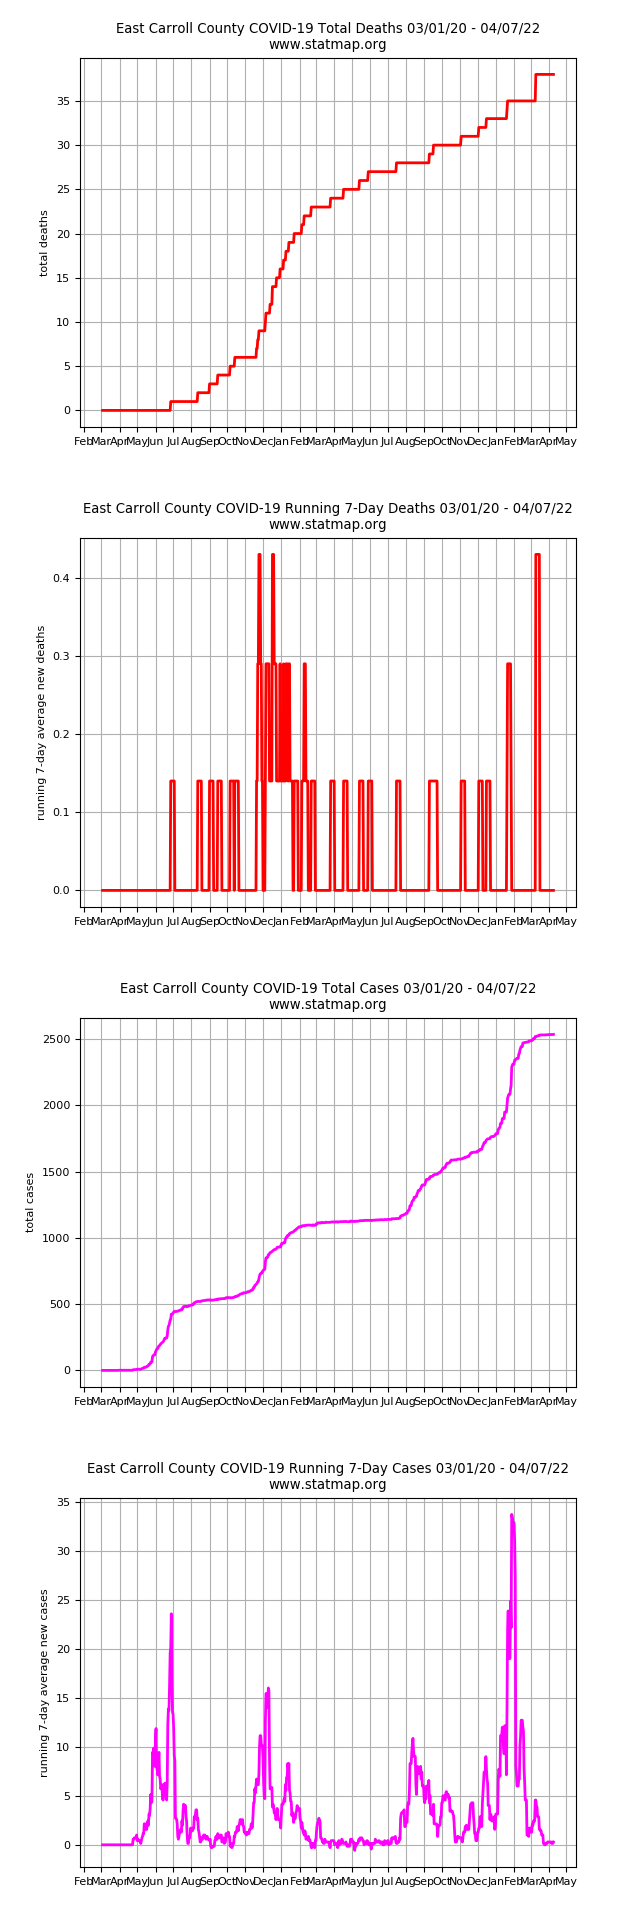 East Carroll County COVID-19 Total Deaths 03/01/20 - 04/07/22
www.statmap.org
35
30
25
20
15
10
5
0
total deaths
Feb Mar Apr May Jun Jul Aug Sep Oct Nov Dec Jan Feb Mar Apr May Jun Jul Aug Sep Oct Nov Dec Jan Feb Mar Apr May
East Carroll County COVID-19 Running 7-Day Deaths 03/01/20 - 04/07/22
www.statmap.org
0.4
0.3
0.2
0.1
0.0
running 7-day average new deaths
Feb Mar Apr May Jun Jul Aug Sep Oct Nov Dec Jan Feb Mar Apr May Jun Jul Aug Sep Oct Nov Dec Jan Feb Mar Apr May
East Carroll County COVID-19 Total Cases 03/01/20 - 04/07/22
www.statmap.org
2500
2000
1500
1000
500
0
total cases
Feb Mar Apr May Jun Jul Aug Sep Oct Nov Dec Jan Feb Mar Apr May Jun Jul Aug Sep Oct Nov Dec Jan Feb Mar Apr May
East Carroll County COVID-19 Running 7-Day Cases 03/01/20 - 04/07/22
www.statmap.org
35
30
25
20
15
10
5
0
running 7-day average new cases
Feb Mar Apr May Jun Jul Aug Sep Oct Nov Dec Jan Feb Mar Apr May Jun Jul Aug Sep Oct Nov Dec Jan Feb Mar Apr May